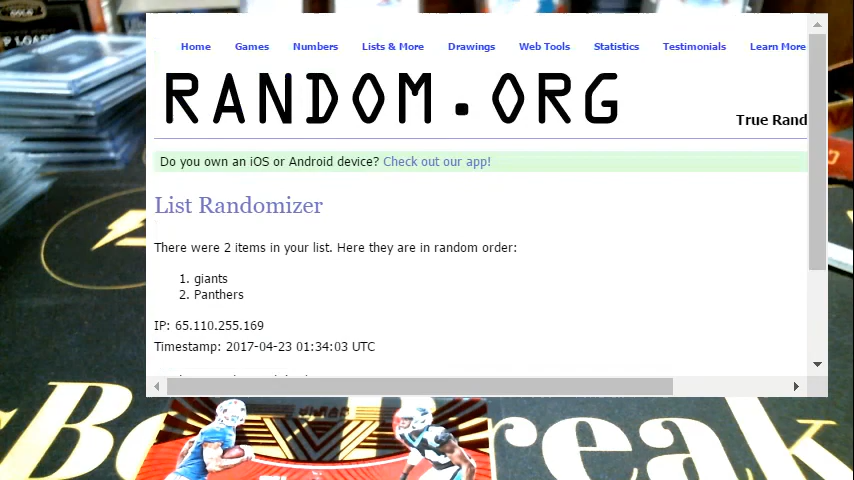 Home Games Numbers Lists & More Drawings Web Tools Statistics Testimonials Learn More
RANDOM.ORG
True Rand
Do you own an iOS or Android device? Check out our app!
List Randomizer
There were 2 items in your list. Here they are in random order:
1. giants
2. Panthers
IP: 65.110.255.169
Timestamp: 2017-04-23 01:34:03 UTC